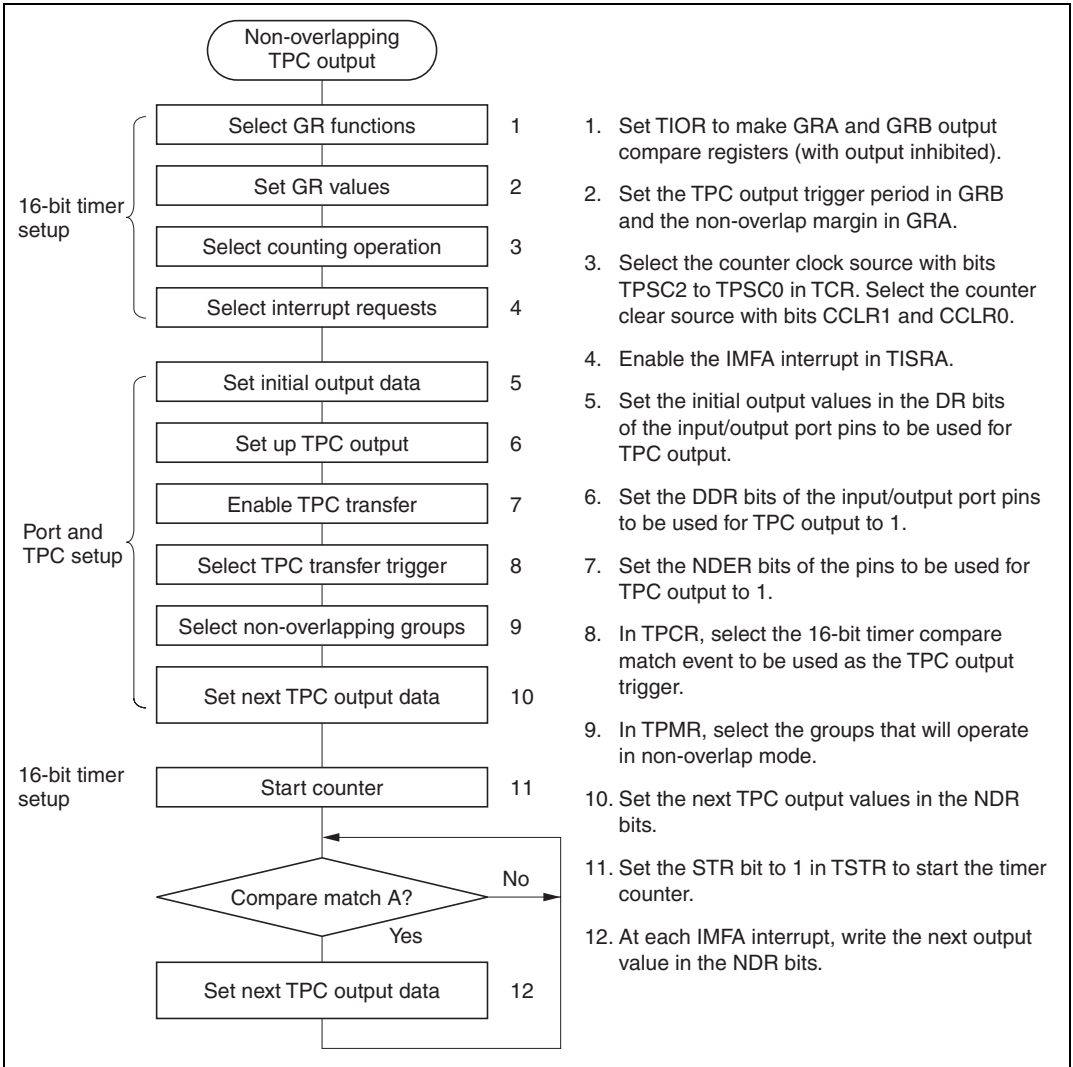 Non-overlapping
TPC output
16-bit timer
setup
Select GR functions 1
Set GR values 2
Select counting operation 3
Select interrupt requests 4
Port and
TPC setup
Set initial output data 5
Set up TPC output 6
Enable TPC transfer 7
Select TPC transfer trigger 8
Select non-overlapping groups 9
Set next TPC output data 10
16-bit timer
setup
Start counter 11
Compare match A?
No
Yes
Set next TPC output data 12
1. Set TIOR to make GRA and GRB output
compare registers (with output inhibited).
2. Set the TPC output trigger period in GRB
and the non-overlap margin in GRA.
3. Select the counter clock source with bits
TPSC2 to TPSC0 in TCR. Select the counter
clear source with bits CCLR1 and CCLR0.
4. Enable the IMFA interrupt in TISRA.
5. Set the initial output values in the DR bits
of the input/output port pins to be used for
TPC output.
6. Set the DDR bits of the input/output port pins
to be used for TPC output to 1.
7. Set the NDER bits of the pins to be used for
TPC output to 1.
8. In TPCR, select the 16-bit timer compare
match event to be used as the TPC output
trigger.
9. In TPMR, select the groups that will operate
in non-overlap mode.
10. Set the next TPC output values in the NDR
bits.
11. Set the STR bit to 1 in TSTR to start the timer
counter.
12. At each IMFA interrupt, write the next output
value in the NDR bits.